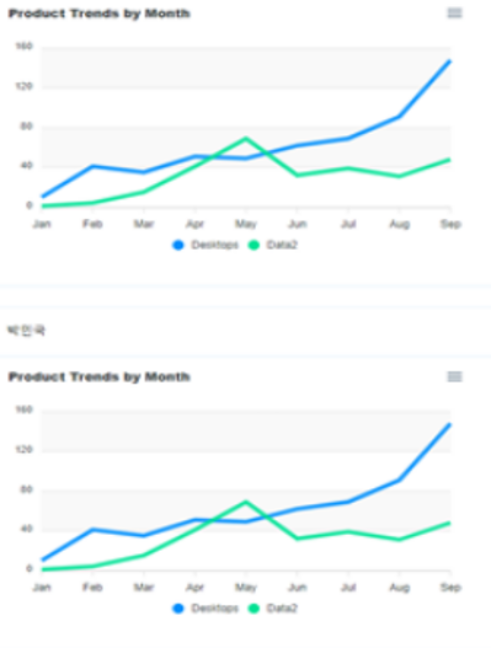 Product Trends by Month
160
120
80
40
0
Jan Feb Mar Apr May Jun Jul Aug Sep
Desktops Data2
박민국
Product Trends by Month
160
120
80
40
0
Jan Feb Mar Apr May Jun Jul Aug Sep
Desktops Data2